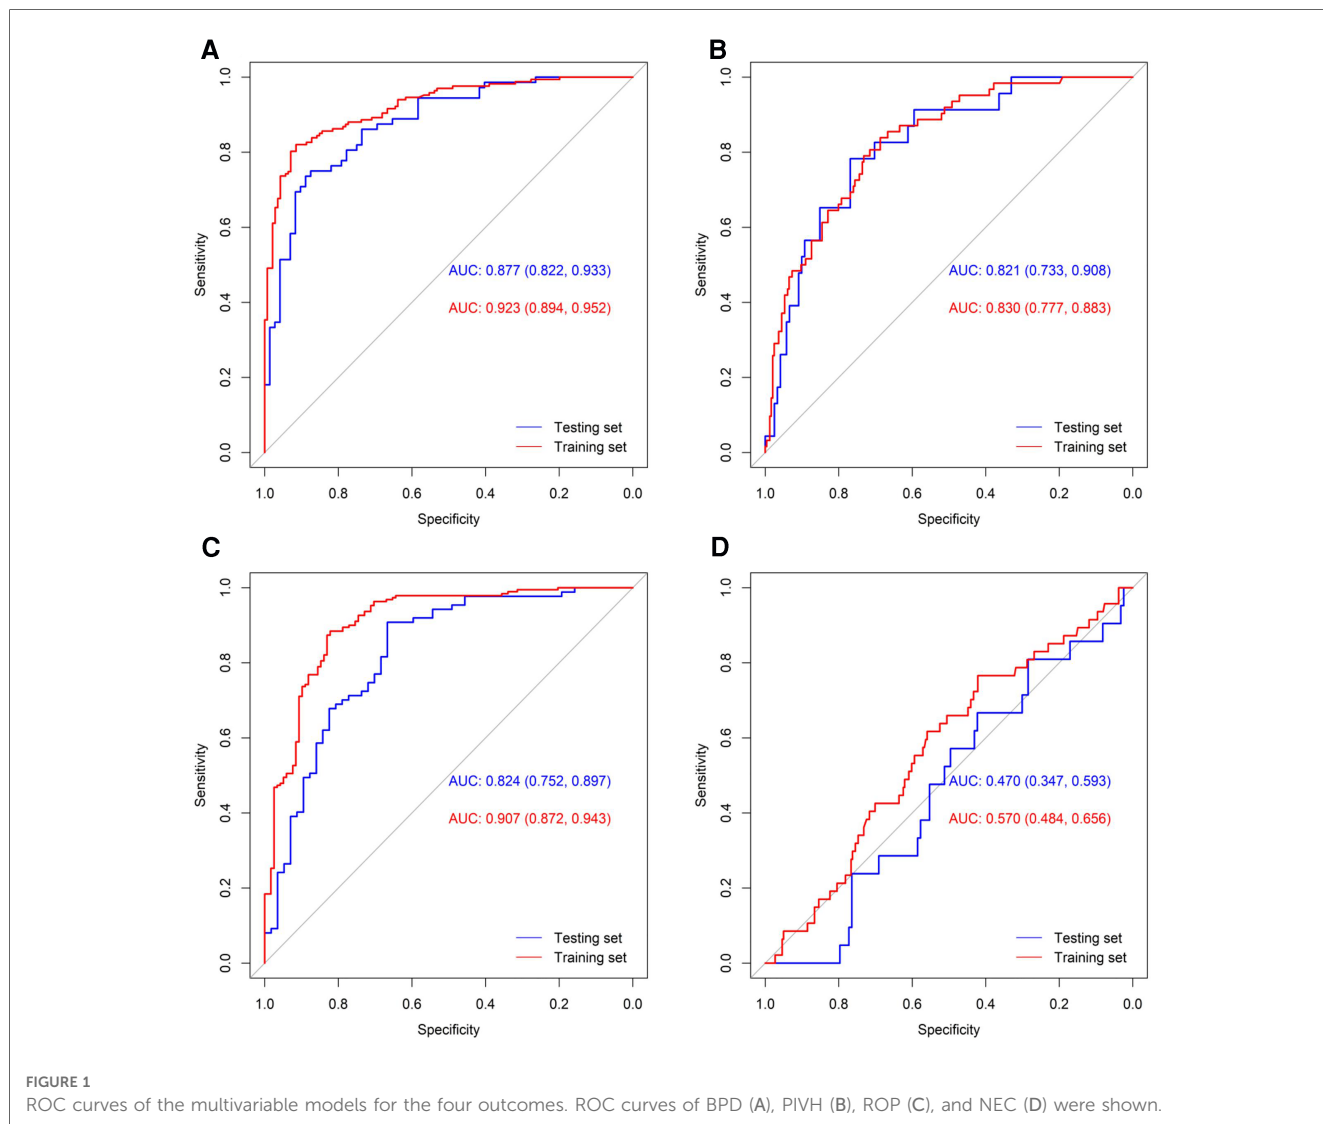 A
1.0
0.8
0.6
0.4
0.2
0.0
Sensitivity
AUC: 0.877 (0.822, 0.933)
AUC: 0.923 (0.894, 0.952)
Testing set
Training set
1.0 0.8 0.6 0.4 0.2 0.0
Specificity
B
1.0
0.8
0.6
0.4
0.2
0.0
Sensitivity
AUC: 0.821 (0.733, 0.908)
AUC: 0.830 (0.777, 0.883)
Testing set
Training set
1.0 0.8 0.6 0.4 0.2 0.0
Specificity
C
1.0
0.8
0.6
0.4
0.2
0.0
Sensitivity
AUC: 0.824 (0.752, 0.897)
AUC: 0.907 (0.872, 0.943)
Testing set
Training set
1.0 0.8 0.6 0.4 0.2 0.0
Specificity
D
1.0
0.8
0.6
0.4
0.2
0.0
Sensitivity
AUC: 0.470 (0.347, 0.593)
AUC: 0.570 (0.484, 0.656)
Testing set
Training set
1.0 0.8 0.6 0.4 0.2 0.0
Specificity
FIGURE 1
ROC curves of the multivariable models for the four outcomes. ROC curves of BPD (A), PIVH (B), ROP (C), and NEC (D) were shown.